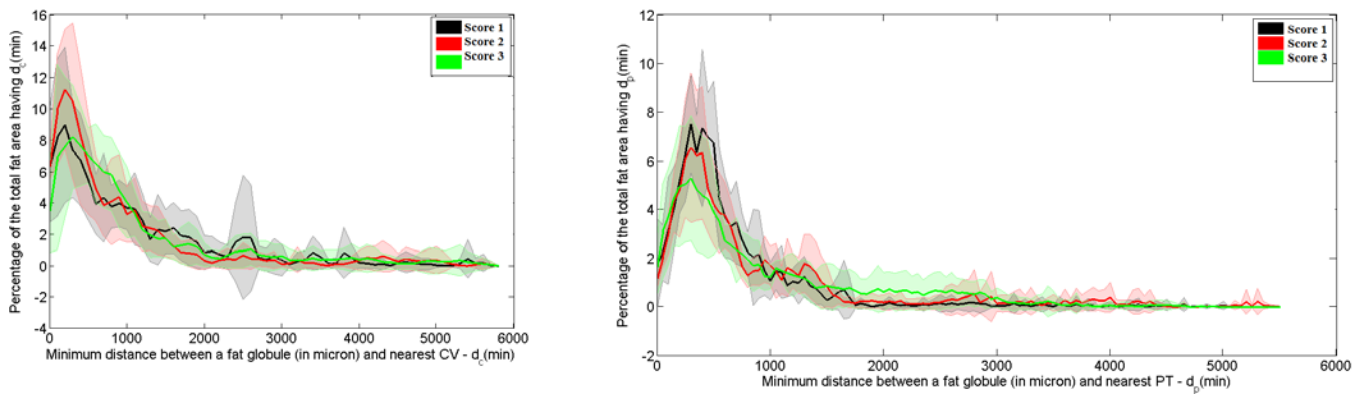 Percentage of the total fat area having d_c(min)
16
14
12
10
8
6
4
2
0
-2
-4
0 1000 2000 3000 4000 5000 6000
Minimum distance between a fat globule (in micron) and nearest CV - d_c(min)
Score 1
Score 2
Score 3
Percentage of the total fat area having d_p(min)
12
10
8
6
4
2
0
-2
0 1000 2000 3000 4000 5000 6000
Minimum distance between a fat globule (in micron) and nearest PT - d_p(min)
Score 1
Score 2
Score 3